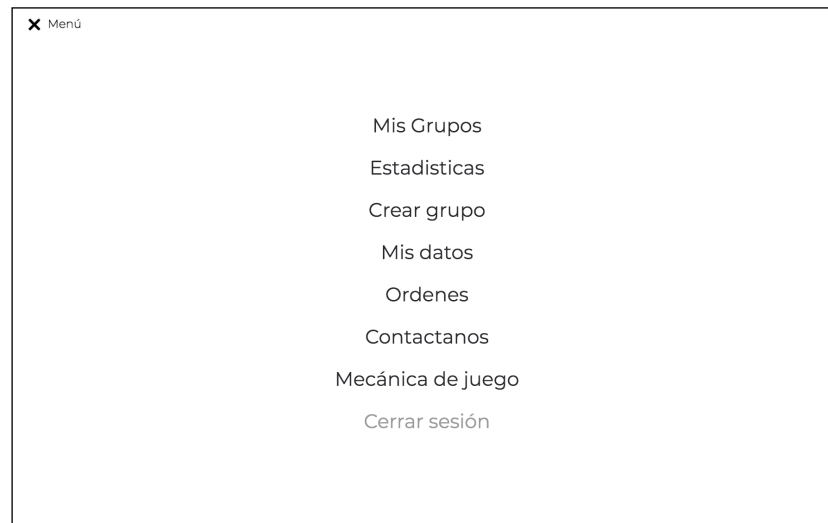 Menú
Mis Grupos
Estadisticas
Crear grupo
Mis datos
Ordenes
Contactanos
Mecánica de juego
Cerrar sesión